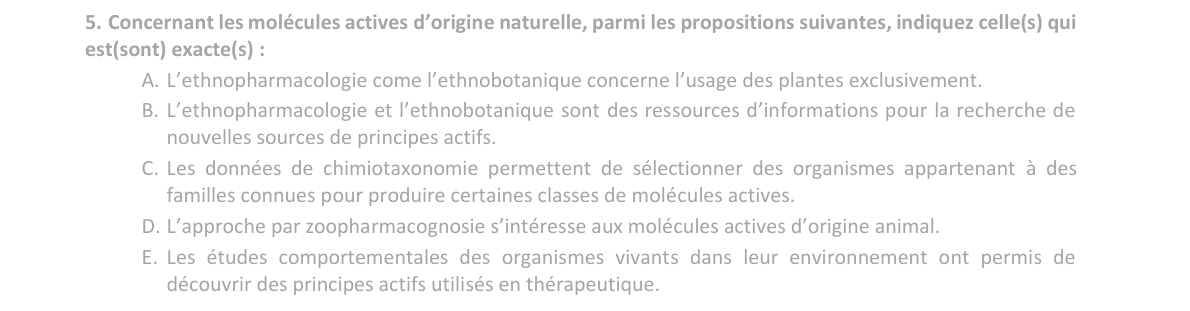 5. Concernant les molécules actives d’origine naturelle, parmi les propositions suivantes, indiquez celle(s) qui
est(sont) exacte(s) :
A. L’ethnopharmacologie come l’ethnobotanique concerne l’usage des plantes exclusivement.
B. L’ethnopharmacologie et l’ethnobotanique sont des ressources d’informations pour la recherche de
nouvelles sources de principes actifs.
C. Les données de chimiotaxonomie permettent de sélectionner des organismes appartenant à des
familles connues pour produire certaines classes de molécules actives.
D. L’approche par zoopharmacognosie s’intéresse aux molécules actives d’origine animal.
E. Les études comportementales des organismes vivants dans leur environnement ont permis de
découvrir des principes actifs utilisés en thérapeutique.